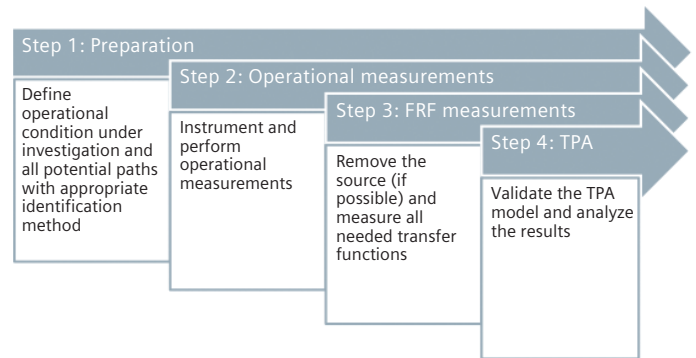 Step 1: Preparation
Define
operational
condition under
investigation and
all potential paths
with appropriate
identification
method
Step 2: Operational measurements
Instrument and
perform
operational
measurements
Step 3: FRF measurements
Remove the
source (if
possible) and
measure all
needed transfer
functions
Step 4: TPA
Validate the TPA
model and analyze
the results